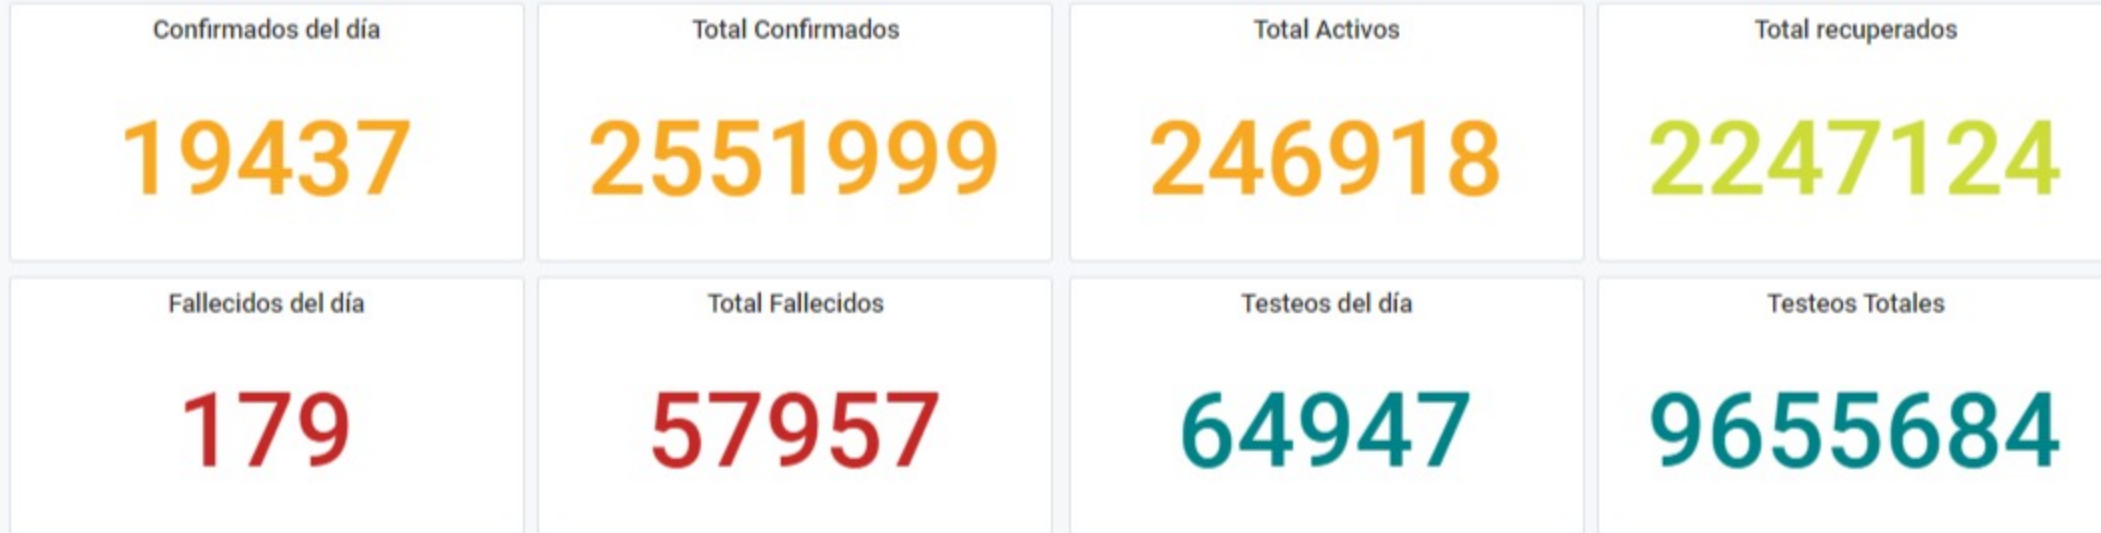 Confirmados del día
19437
Total Confirmados
2551999
Total Activos
246918
Total recuperados
2247124
Fallecidos del día
179
Total Fallecidos
57957
Testeos del día
64947
Testeos Totales
9655684